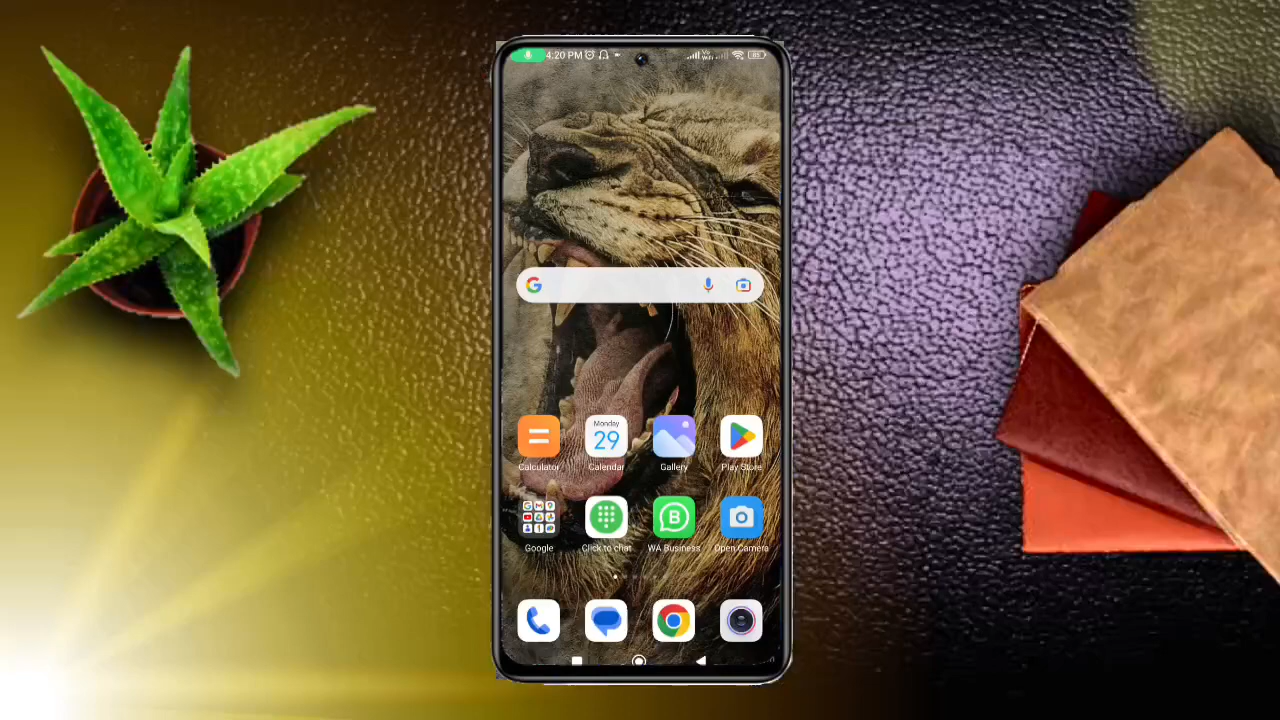 4:20 PM
Monday
29
Calculator
Calendar
Gallery
Play Store
B
Google
Click to chat
WA Business
Open Camera